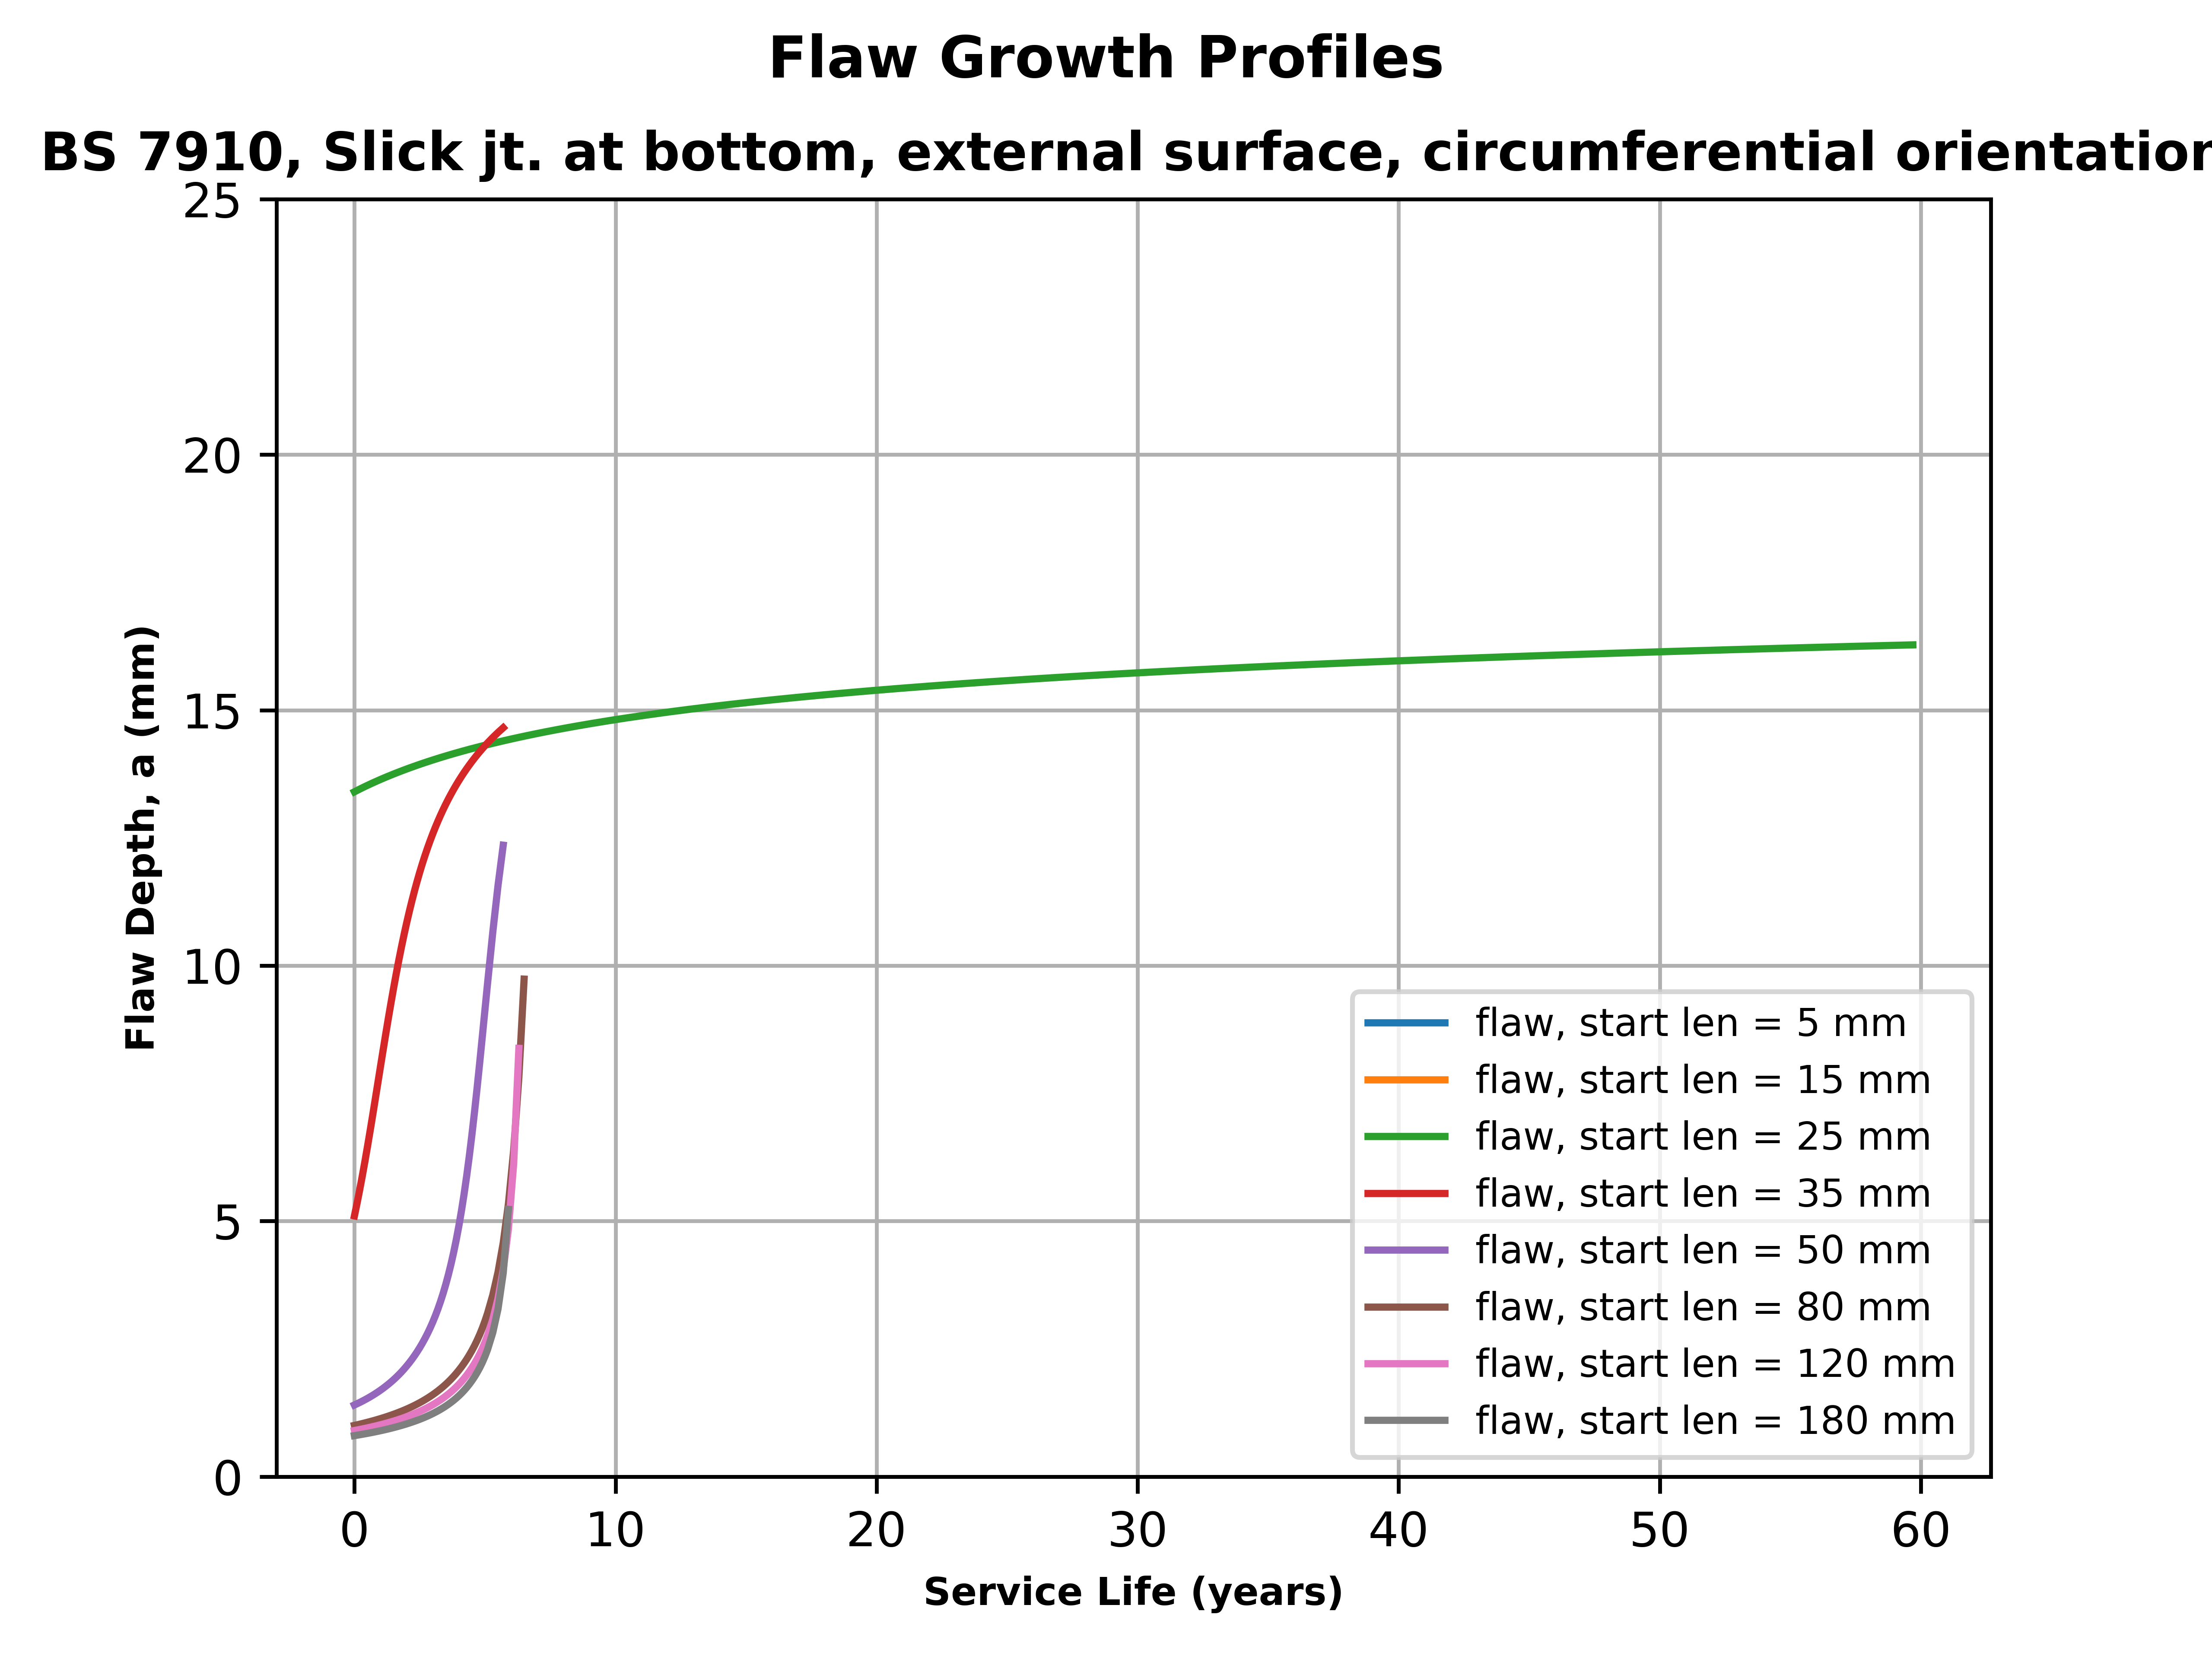 Flaw Growth Profiles
BS 7910, Slick jt. at bottom, external surface, circumferential orientation
25
20
15
10
5
0
Flaw Depth, a (mm)
flaw, start len = 5 mm
flaw, start len = 15 mm
flaw, start len = 25 mm
flaw, start len = 35 mm
flaw, start len = 50 mm
flaw, start len = 80 mm
flaw, start len = 120 mm
flaw, start len = 180 mm
0 10 20 30 40 50 60
Service Life (years)